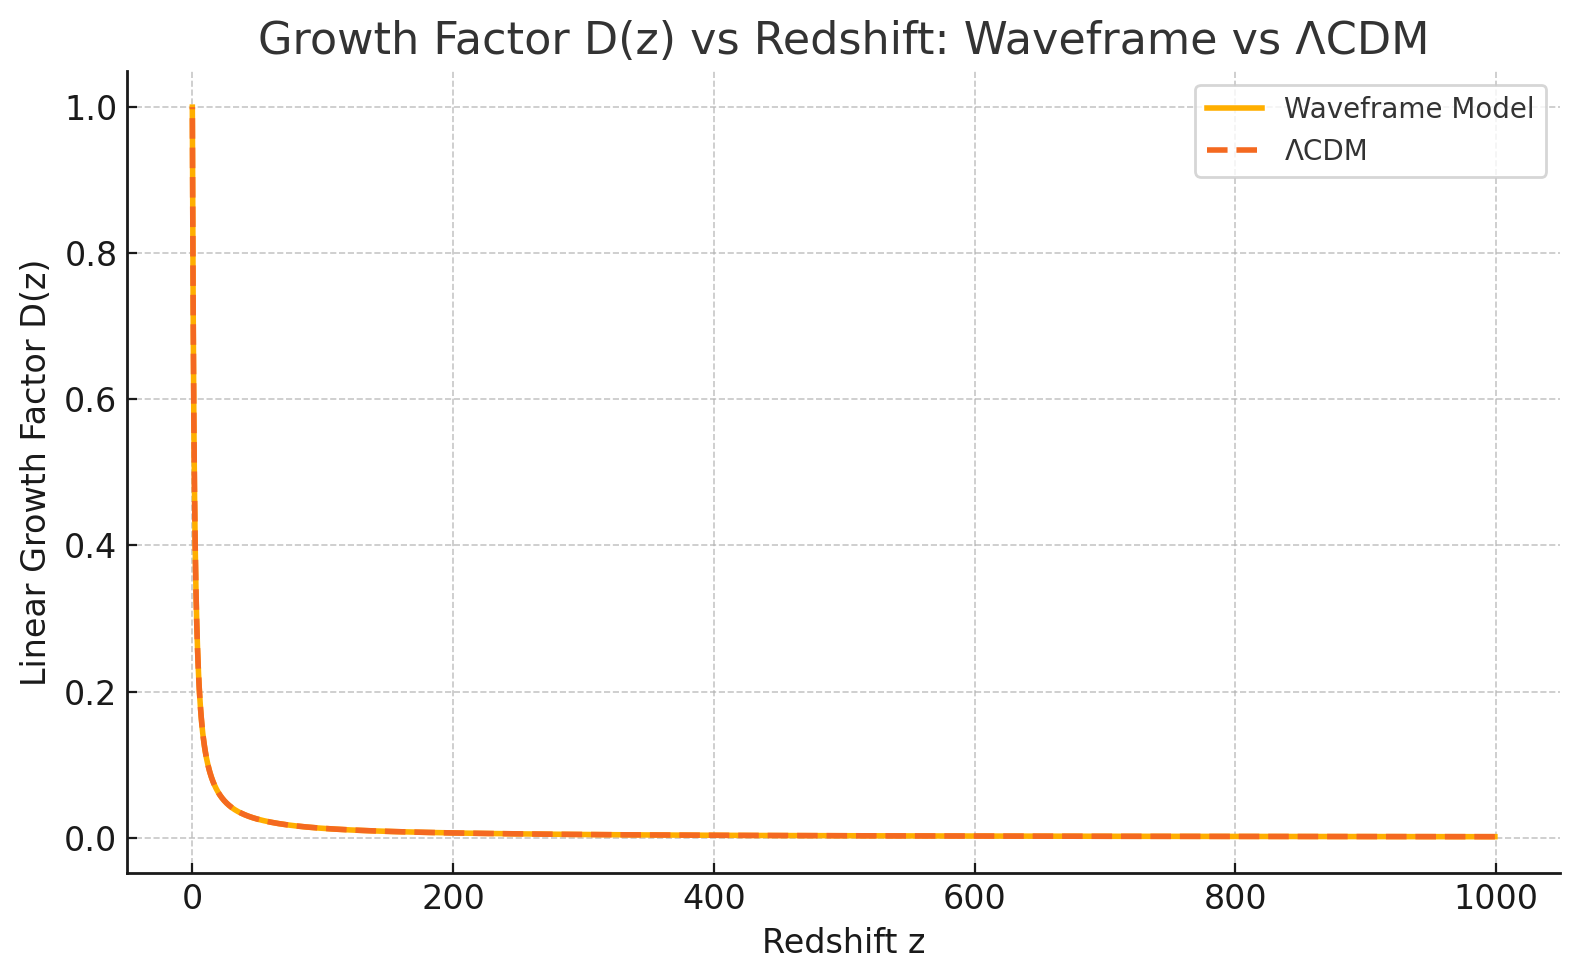 Growth Factor D(z) vs Redshift: Waveframe vs ΛCDM
Waveframe Model
ΛCDM
Linear Growth Factor D(z)
1.0
0.8
0.6
0.4
0.2
0.0
0 200 400 600 800 1000
Redshift z